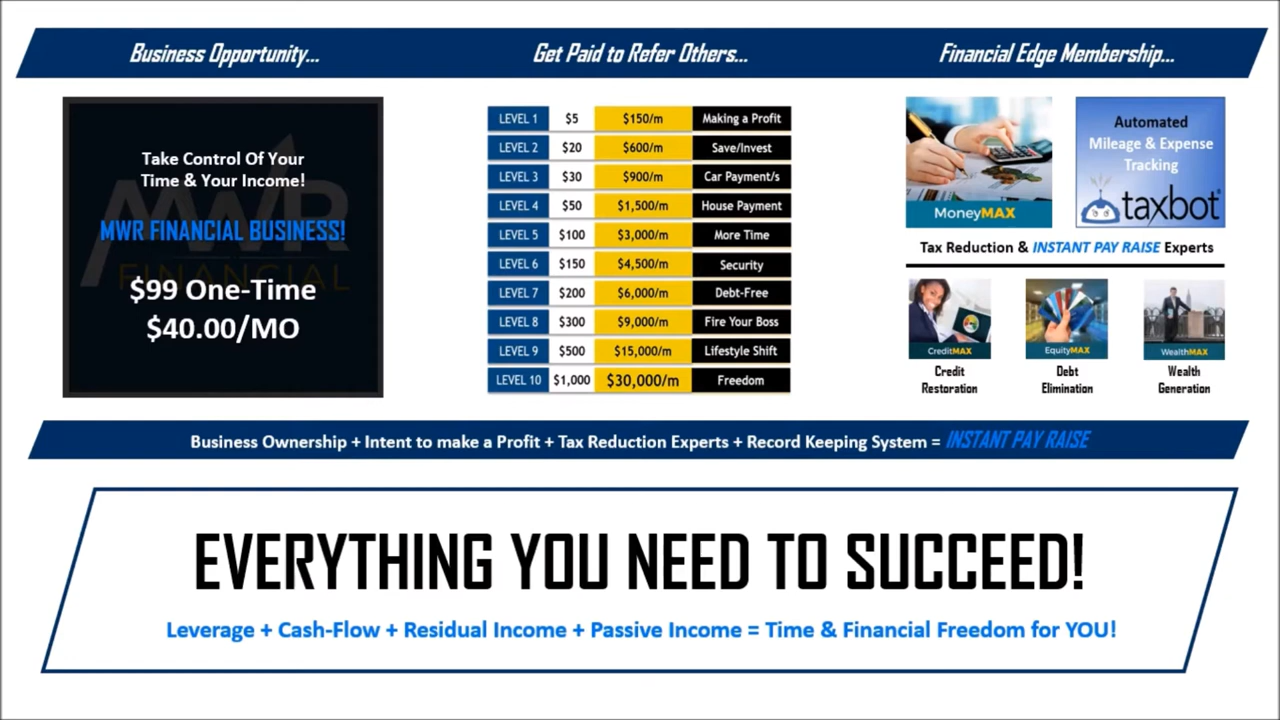 Business Opportunity...
Get Paid to Refer Others...
Financial Edge Membership...
Take Control Of Your
Time & Your Income!
MWR FINANCIAL BUSINESS!
MWR
FINANCIAL
$99 One-Time
$40.00/MO
LEVEL 1 $5 $150/m Making a Profit
LEVEL 2 $20 $600/m Save/Invest
LEVEL 3 $30 $900/m Car Payment/s
LEVEL 4 $50 $1,500/m House Payment
LEVEL 5 $100 $3,000/m More Time
LEVEL 6 $150 $4,500/m Security
LEVEL 7 $200 $6,000/m Debt-Free
LEVEL 8 $300 $9,000/m Fire Your Boss
LEVEL 9 $500 $15,000/m Lifestyle Shift
LEVEL 10 $1,000 $30,000/m Freedom
MoneyMAX
Automated
Mileage & Expense
Tracking
taxbot
Tax Reduction & INSTANT PAY RAISE Experts
CreditMAX
EquityMAX
WealthMAX
Credit
Restoration
Debt
Elimination
Wealth
Generation
Business Ownership + Intent to make a Profit + Tax Reduction Experts + Record Keeping System = INSTANT PAY RAISE
EVERYTHING YOU NEED TO SUCCEED!
Leverage + Cash-Flow + Residual Income + Passive Income = Time & Financial Freedom for YOU!